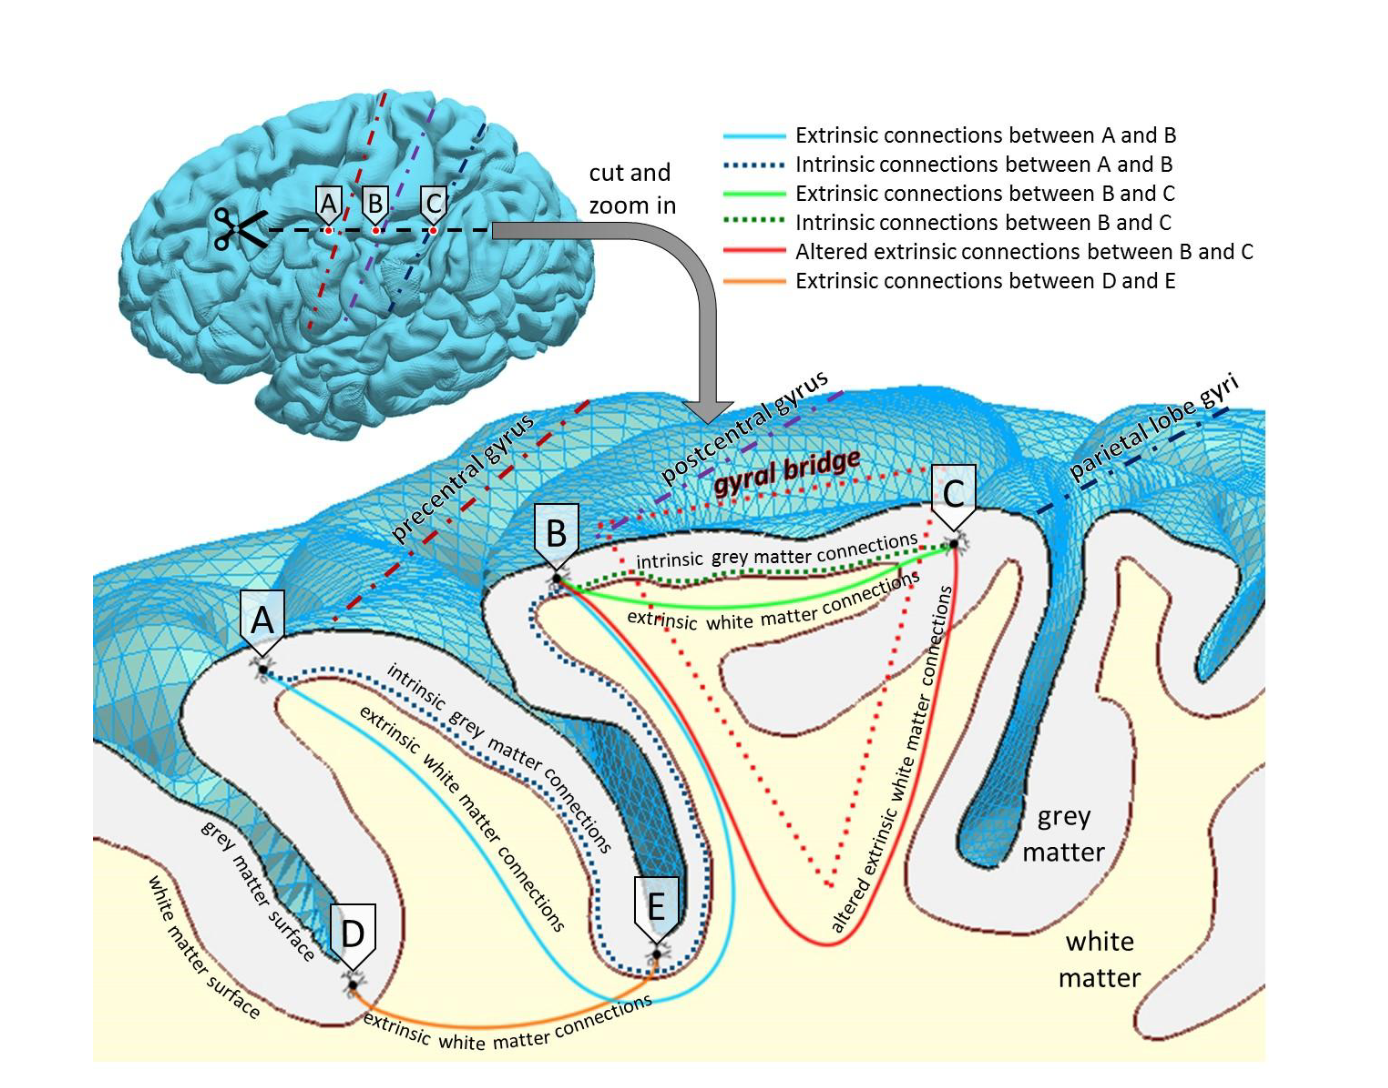 A
B
C
cut and
zoom in
Extrinsic connections between A and B
Intrinsic connections between A and B
Extrinsic connections between B and C
Intrinsic connections between B and C
Altered extrinsic connections between B and C
Extrinsic connections between D and E
precentral gyrus
postcentral gyrus
gyral bridge
parietal lobe gyri
A
B
C
intrinsic grey matter connections
extrinsic white matter connections
intrinsic grey matter connections
extrinsic white matter connections
altered extrinsic white matter connections
grey matter surface
white matter surface
D
E
extrinsic white matter connections
grey
matter
white
matter